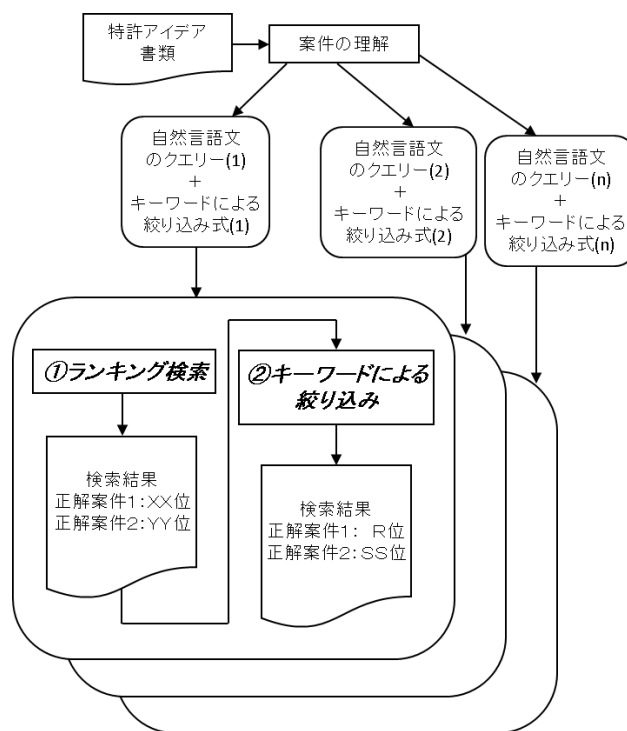 特許アイデア
書類
案件の理解
自然言語文
のクエリー(1)
+
キーワードによる
絞り込み式(1)
自然言語文
のクエリー(2)
+
キーワードによる
絞り込み式(2)
自然言語文
のクエリー(n)
+
キーワードによる
絞り込み式(n)
①ランキング検索
検索結果
正解案件1:XX位
正解案件2:YY位
②キーワードによる
絞り込み
検索結果
正解案件1: R位
正解案件2:SS位